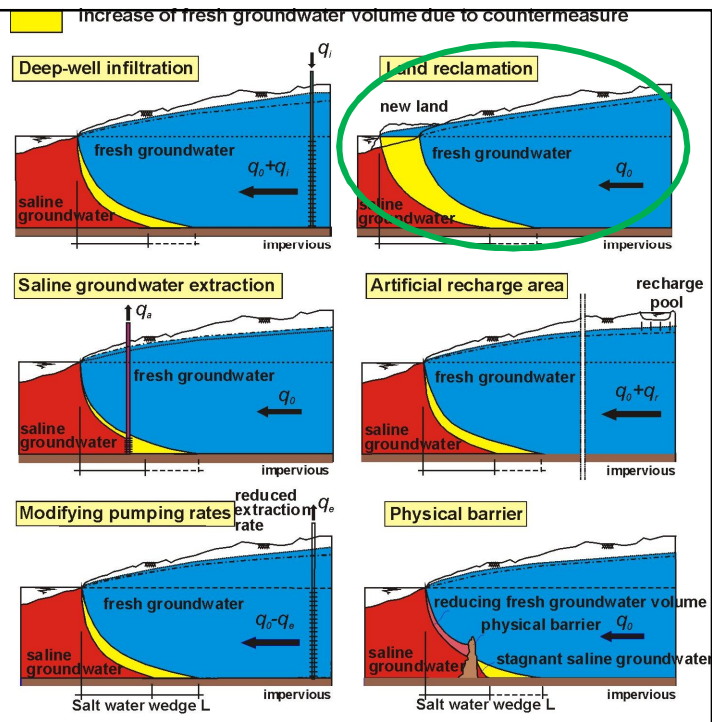 Increase of fresh groundwater volume due to countermeasure
Deep-well infiltration
qi
fresh groundwater
q0+qi
saline
groundwater
impervious
Land reclamation
new land
fresh groundwater
q0
saline
groundwater
impervious
Saline groundwater extraction
qa
fresh groundwater
q0
saline
groundwater
impervious
Artificial recharge area
recharge
pool
fresh groundwater
q0+qr
saline
groundwater
impervious
Modifying pumping rates
reduced
extraction
rate
qe
fresh groundwater
q0-qe
saline
groundwater
impervious
Salt water wedge L
Physical barrier
reducing fresh groundwater volume
physical barrier
q0
saline
groundwater
stagnant saline groundwater
impervious
Salt water wedge L